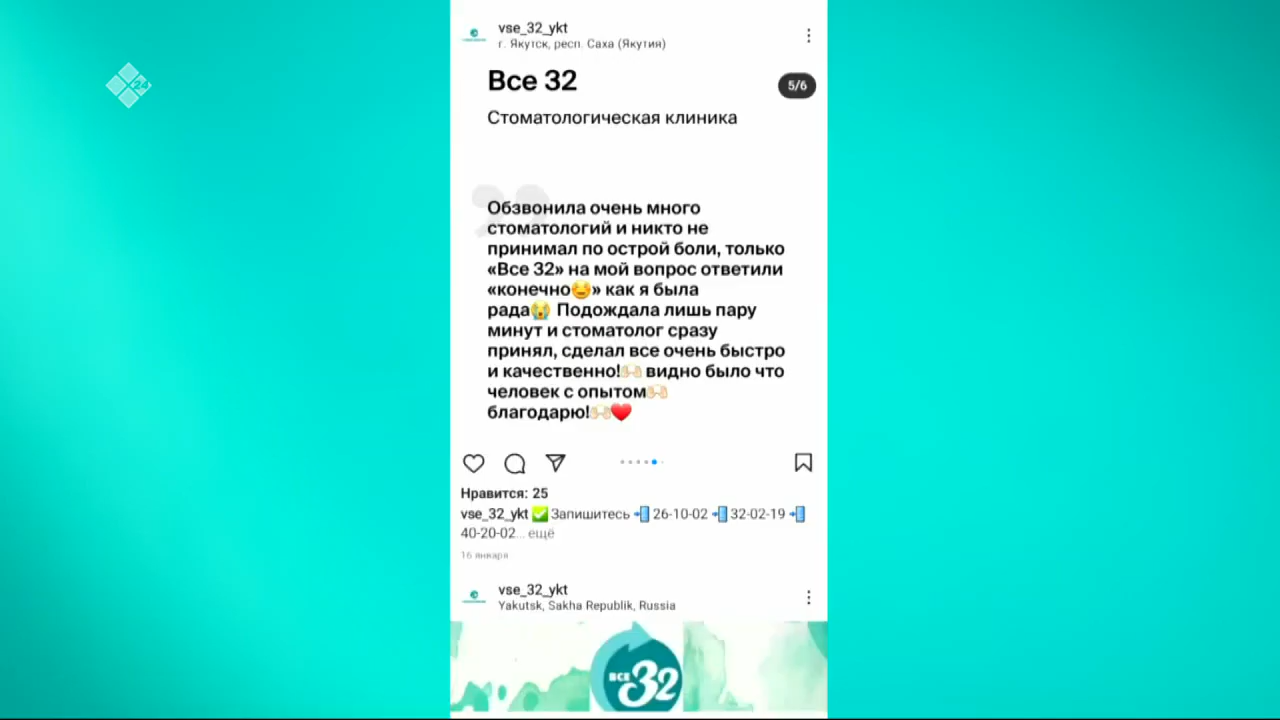 vse_32_ykt
г. Якутск, респ. Саха (Якутия)
Х24
Все 32
5/6
Стоматологическая клиника
Обзвонила очень много
стоматологий и никто не
принимал по острой боли, только
«Все 32» на мой вопрос ответили
«конечно😄» как я была
рада😭 Подождала лишь пару
минут и стоматолог сразу
принял, сделал все очень быстро
и качественно!🙌🏻 видно было что
человек с опытом🙌🏻
благодарю!🙌🏻❤️
Нравится: 25
vse_32_ykt ✅ Запишитесь 📲 26-10-02 📲 32-02-19 📲
40-20-02... ещё
16 января
vse_32_ykt
Yakutsk, Sakha Republik, Russia
ВСЕ 32